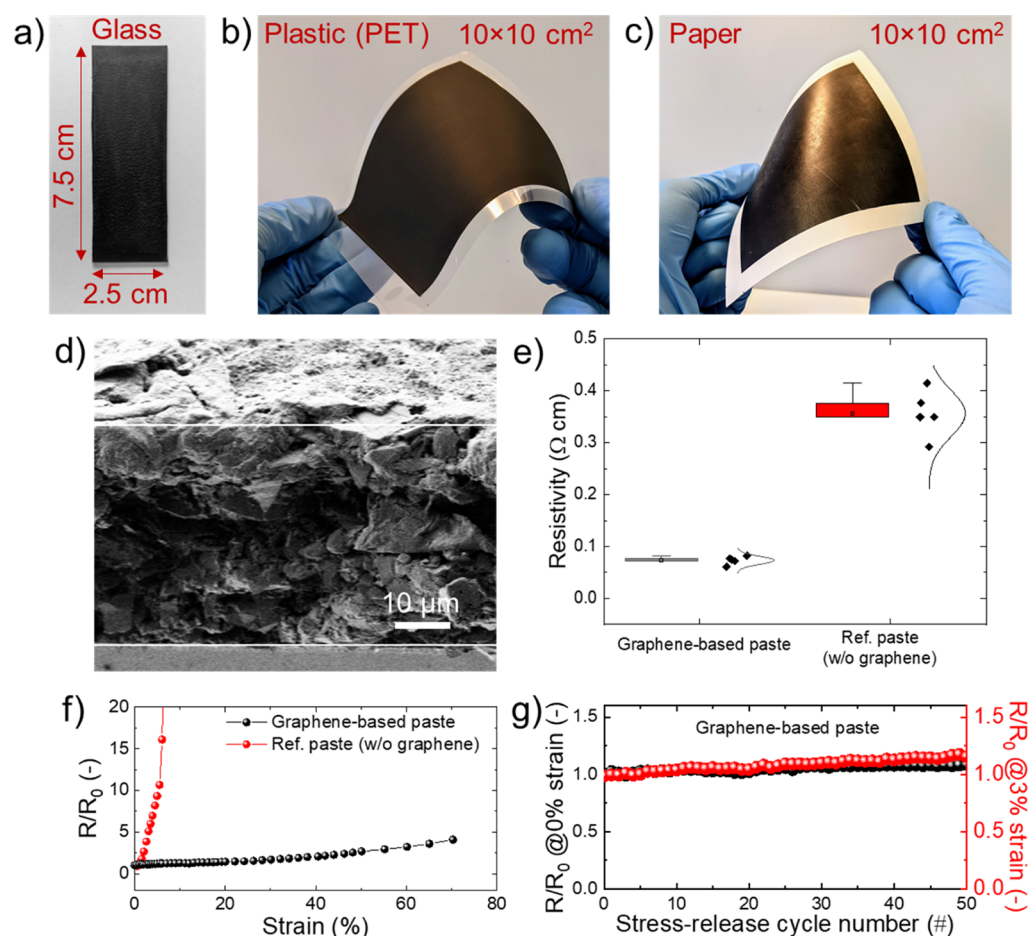 a)
Glass
7.5 cm
2.5 cm
b)
Plastic (PET) 10×10 cm²
c)
Paper 10×10 cm²
d)
10 µm
e)
Resistivity (Ω cm)
0.5
0.4
0.3
0.2
0.1
0.0
Graphene-based paste
Ref. paste
(w/o graphene)
f)
R/R₀ (-)
20
15
10
5
0
Graphene-based paste
Ref. paste (w/o graphene)
0 20 40 60 80
Strain (%)
g)
R/R₀ @0% strain (-)
1.5
1.0
0.5
0.0
Graphene-based paste
1.5
1.0
0.5
0.0
R/R₀ @3% strain (-)
0 10 20 30 40 50
Stress-release cycle number (#)